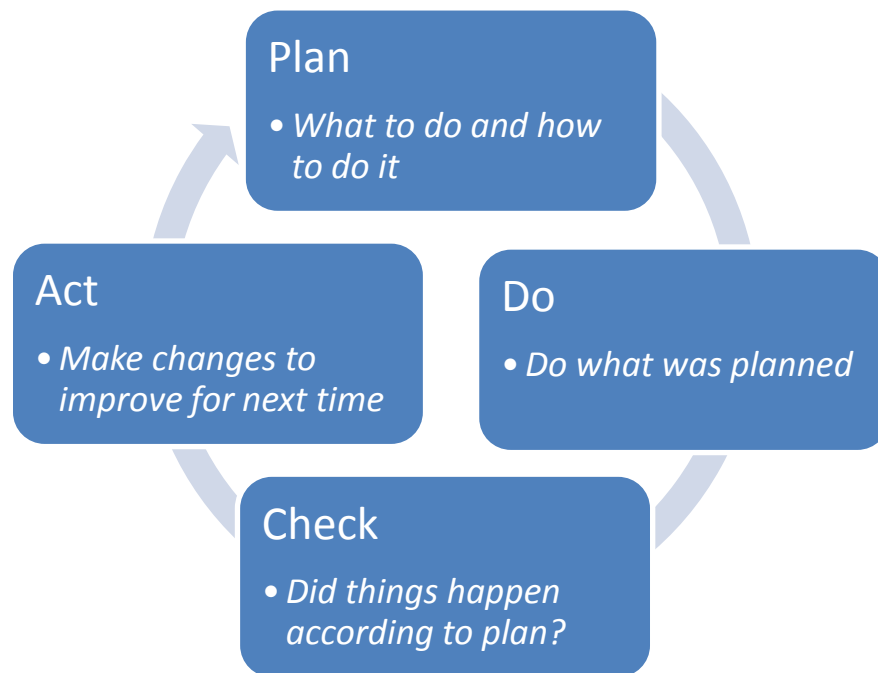 Plan
• What to do and how
to do it
Do
• Do what was planned
Check
• Did things happen
according to plan?
Act
• Make changes to
improve for next time